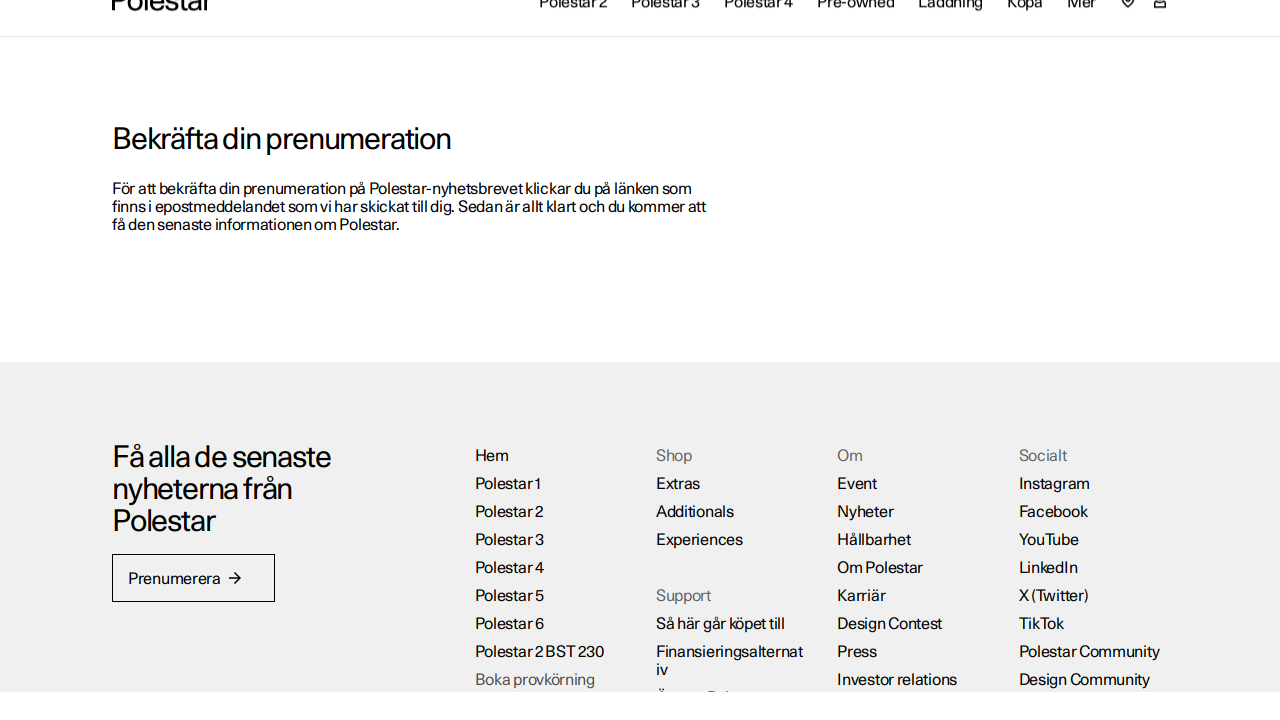 Polestar
Polestar 2 Polestar 3 Polestar 4 Pre-owned Laddning Köpa Mer
Bekräfta din prenumeration
För att bekräfta din prenumeration på Polestar-nyhetsbrevet klickar du på länken som
finns i epostmeddelandet som vi har skickat till dig. Sedan är allt klart och du kommer att
få den senaste informationen om Polestar.
Få alla de senaste
nyheterna från
Polestar
Prenumerera
Hem
Polestar 1
Polestar 2
Polestar 3
Polestar 4
Polestar 5
Polestar 6
Polestar 2 BST 230
Boka provkörning
Shop
Extras
Additionals
Experiences
Support
Så här går köpet till
Finansieringsalternat
iv
Om
Event
Nyheter
Hållbarhet
Om Polestar
Karriär
Design Contest
Press
Investor relations
Socialt
Instagram
Facebook
YouTube
LinkedIn
X (Twitter)
TikTok
Polestar Community
Design Community